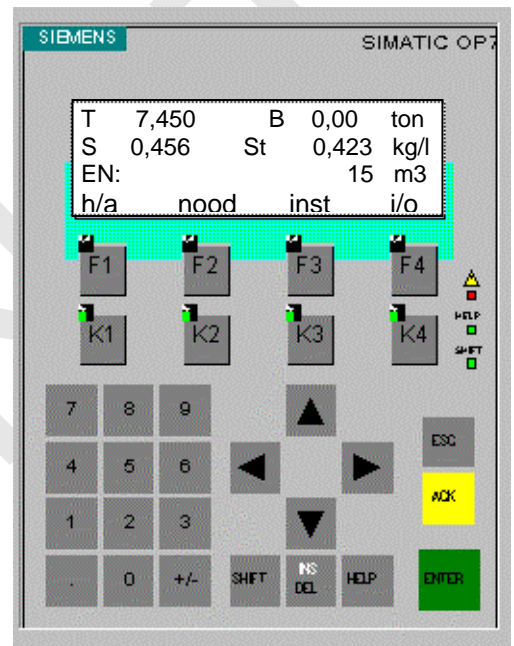 SIEMENS SIMATIC OP7
T 7,450 B 0,00 ton
S 0,456 St 0,423 kg/l
EN: 15 m3
h/a nood inst i/o
F1 F2 F3 F4
HELP
K1 K2 K3 K4
SHIFT
7 8 9
ESC
4 5 6
ACK
1 2 3
. 0 +/- SHIFT INS DEL HELP ENTER